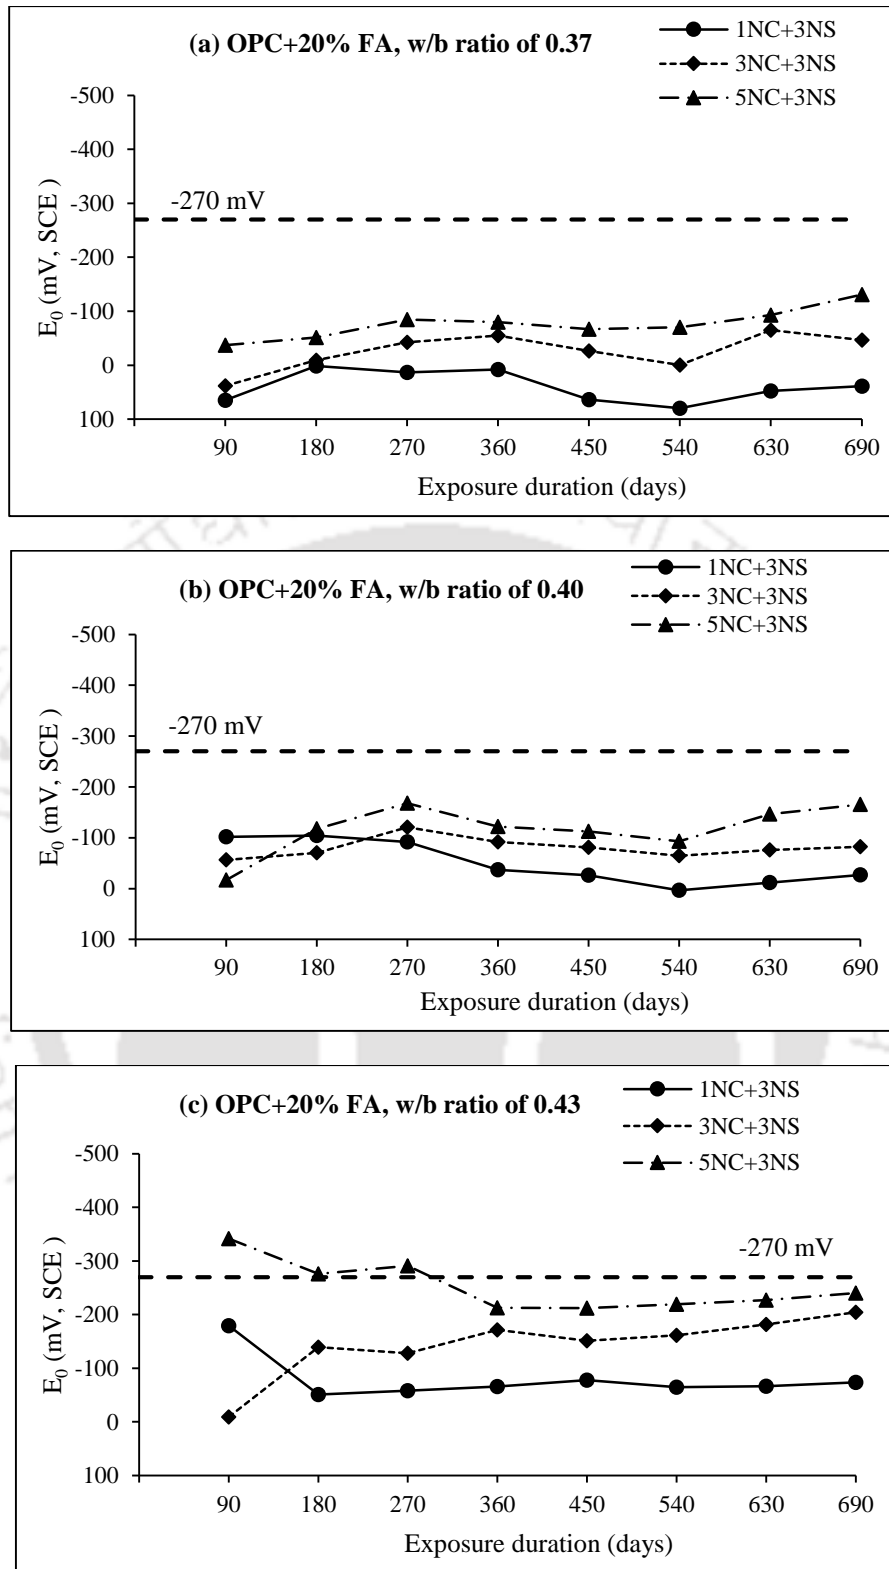 (a) OPC+20% FA, w/b ratio of 0.37
1NC+3NS
3NC+3NS
5NC+3NS
-500
-400
-300
-200
-100
0
100
E0 (mV, SCE )
-270 mV
90 180 270 360 450 540 630 690
Exposure duration (days)
(b) OPC+20% FA, w/b ratio of 0.40
1NC+3NS
3NC+3NS
5NC+3NS
-500
-400
-300
-200
-100
0
100
E0 (mV, SCE )
-270 mV
90 180 270 360 450 540 630 690
Exposure duration (days)
(c) OPC+20% FA, w/b ratio of 0.43
1NC+3NS
3NC+3NS
5NC+3NS
-500
-400
-300
-200
-100
0
100
E0 (mV, SCE)
-270 mV
90 180 270 360 450 540 630 690
Exposure duration (days)